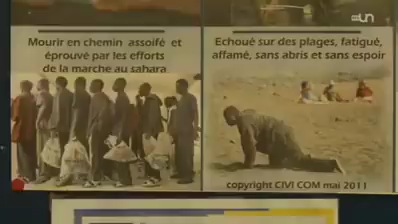 UN
Mourir en chemin assoifé et
éprouvé par les efforts
de la marche au sahara
Echoué sur des plages, fatigué,
affamé, sans abris et sans espoir
copyright CIVI COM mai 2011